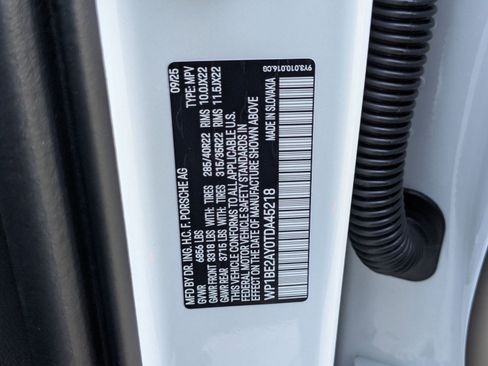 9Y3.010.016.CG
MFD BY DR. ING. H.C. F. PORSCHE AG 09/25
GVWR 6856 LBS TYPE: MPV
GAWR FRONT 3318 LBS WITH: TIRES 285/40R22 RIMS 10.0JX22
GAWR REAR 3715 LBS WITH: TIRES 315/35R22 RIMS 11.5JX22
THIS VEHICLE CONFORMS TO ALL APPLICABLE U.S.
FEDERAL MOTOR VEHICLE SAFETY STANDARDS
IN EFFECT ON THE DATE OF MANUFACTURE SHOWN ABOVE
WP1BE2AY0TDA45218 MADE IN SLOVAKIA